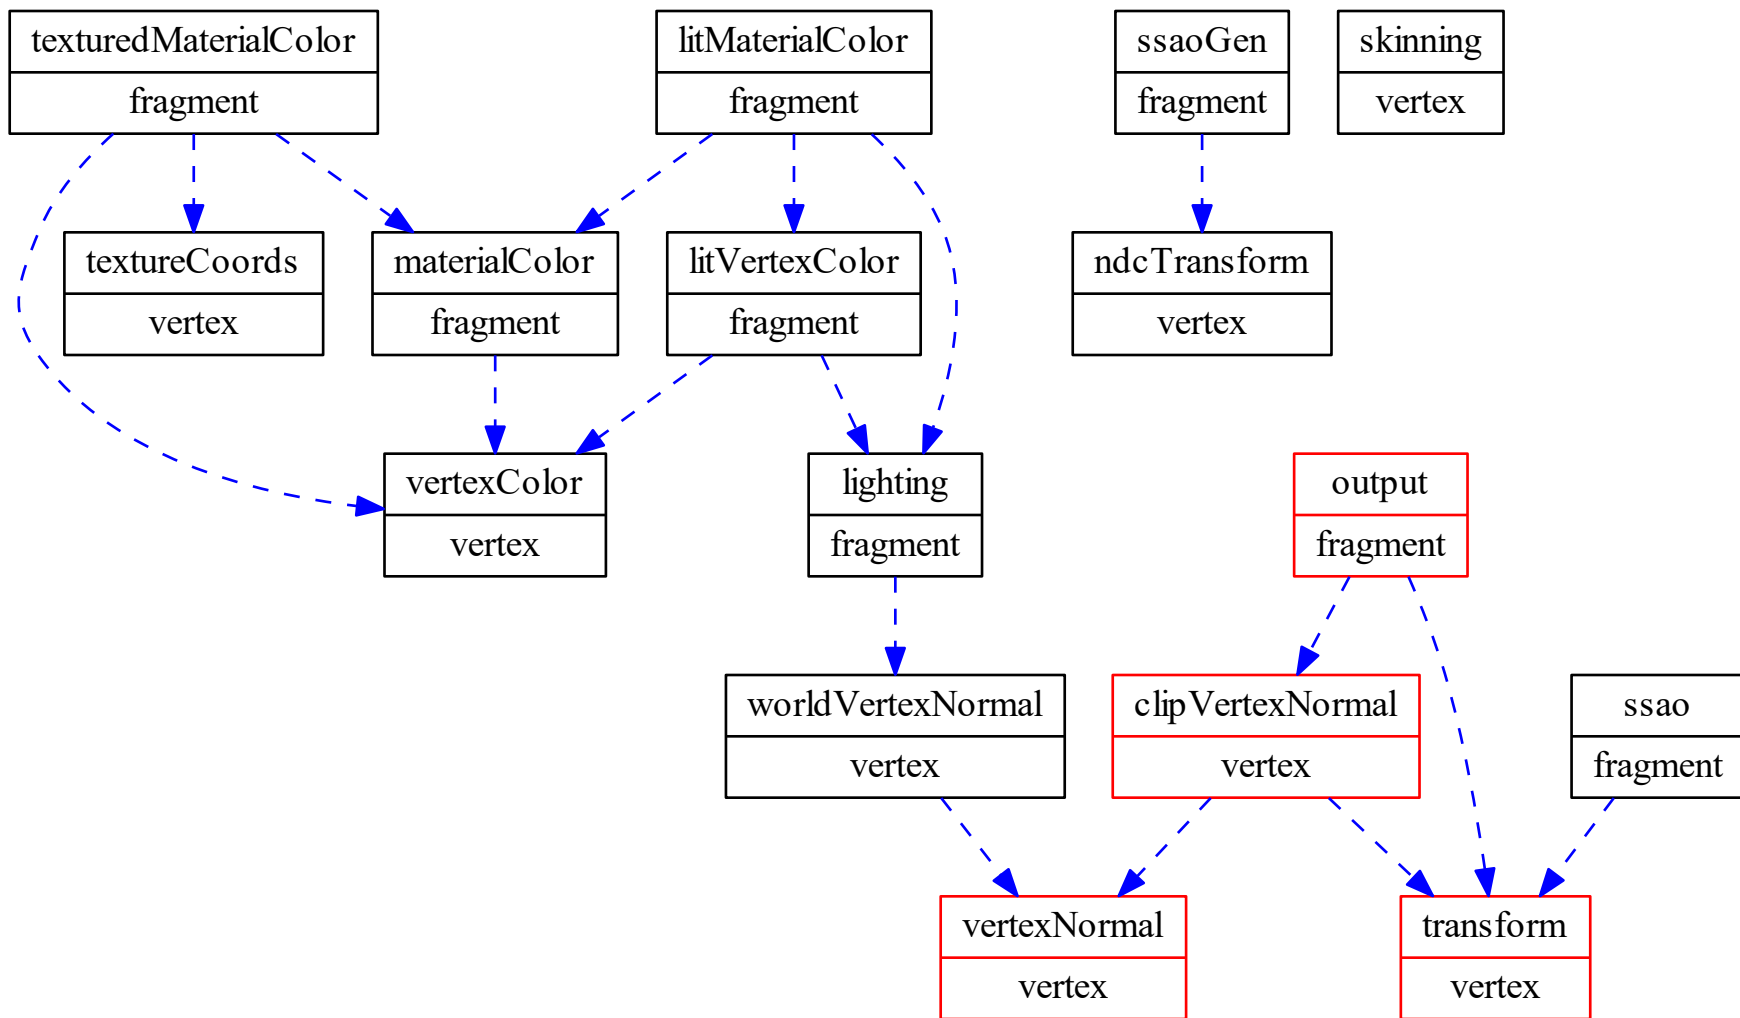 texturedMaterialColor
fragment
litMaterialColor
fragment
ssaoGen
fragment
skinning
vertex
textureCoords
vertex
materialColor
fragment
litVertexColor
fragment
ndcTransform
vertex
vertexColor
vertex
lighting
fragment
output
fragment
worldVertexNormal
vertex
clipVertexNormal
vertex
ssao
fragment
vertexNormal
vertex
transform
vertex